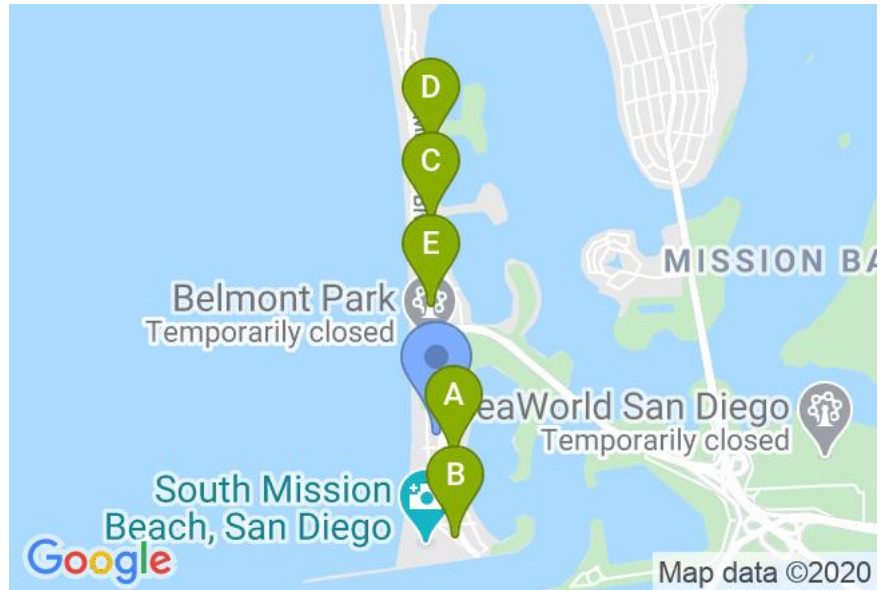 D
C
E
MISSION BA
Belmont Park
Temporarily closed
A
eaWorld San Diego
Temporarily closed
B
South Mission
Beach, San Diego
Google
Map data ©2020